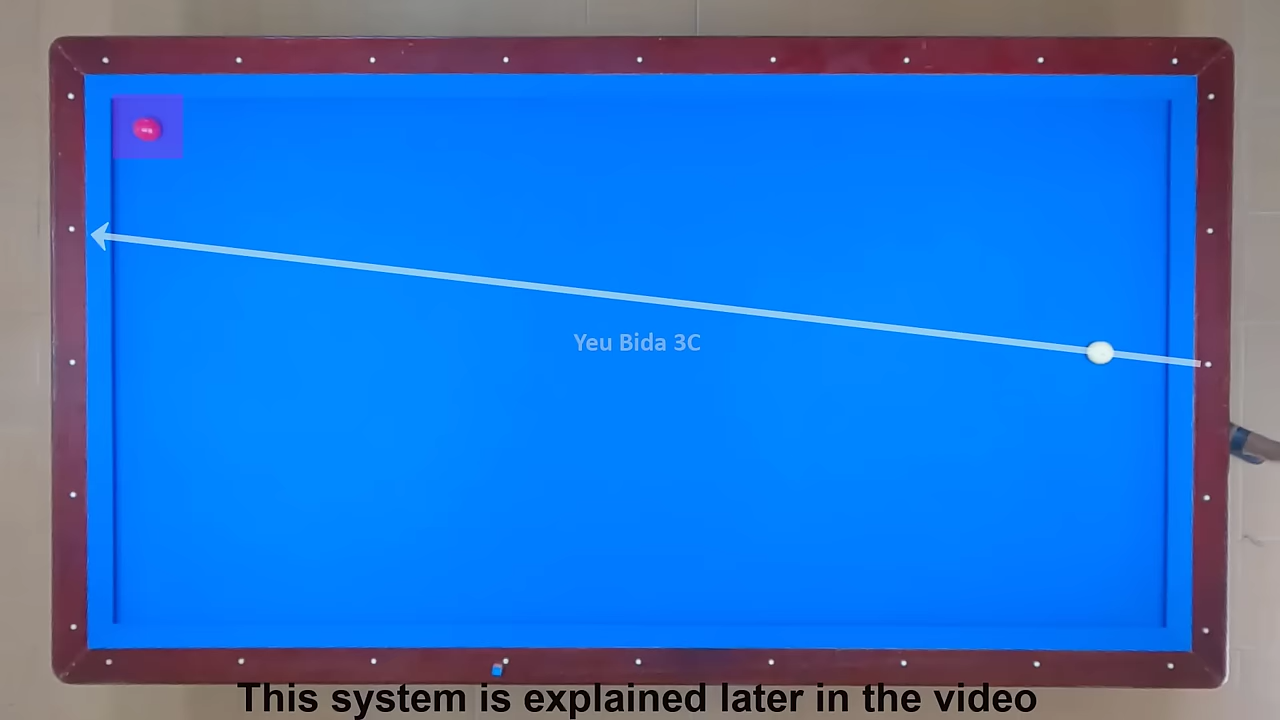 Yeu Bida 3C
This system is explained later in the video